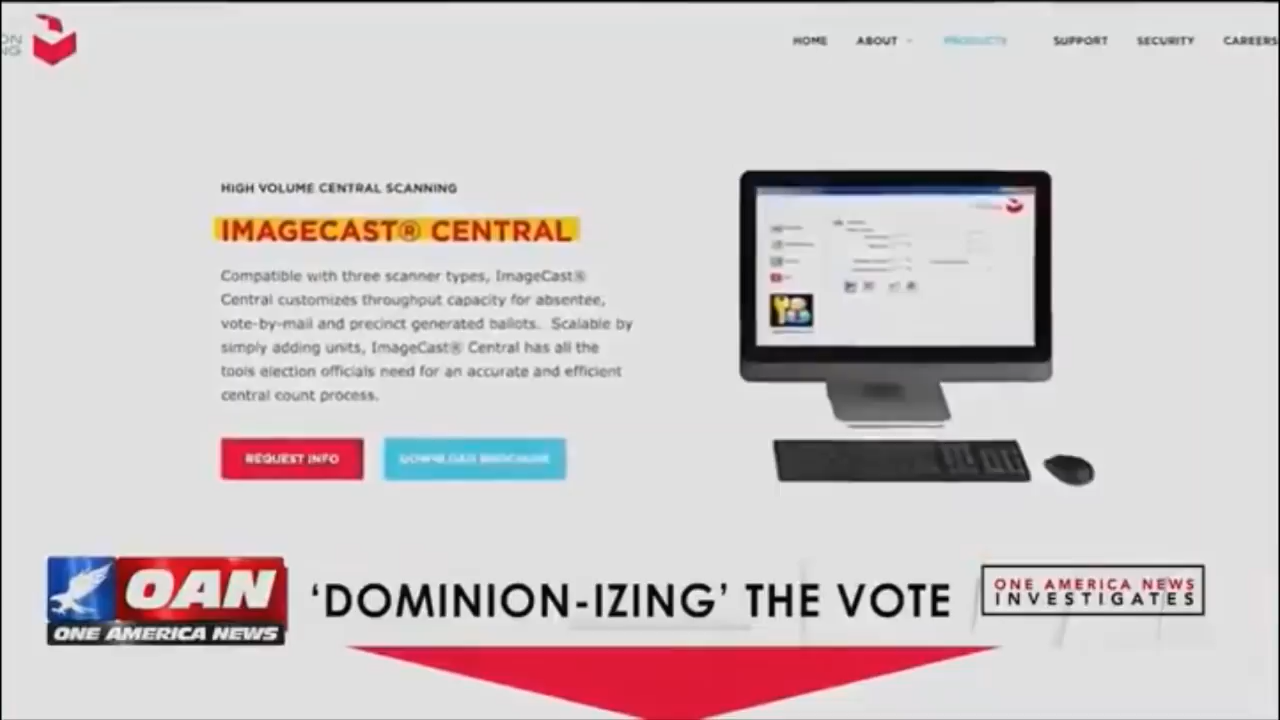 ON
NG
HOME ABOUT PRODUCTS SUPPORT SECURITY CAREERS
HIGH VOLUME CENTRAL SCANNING
IMAGECAST® CENTRAL
Compatible with three scanner types, ImageCast®
Central customizes throughput capacity for absentee,
vote-by-mail and precinct generated ballots. Scalable by
simply adding units, ImageCast® Central has all the
tools election officials need for an accurate and efficient
central count process.
REQUEST INFO DOWNLOAD BROCHURE
OAN
ONE AMERICA NEWS
‘DOMINION-IZING’ THE VOTE
ONE AMERICA NEWS
INVESTIGATES